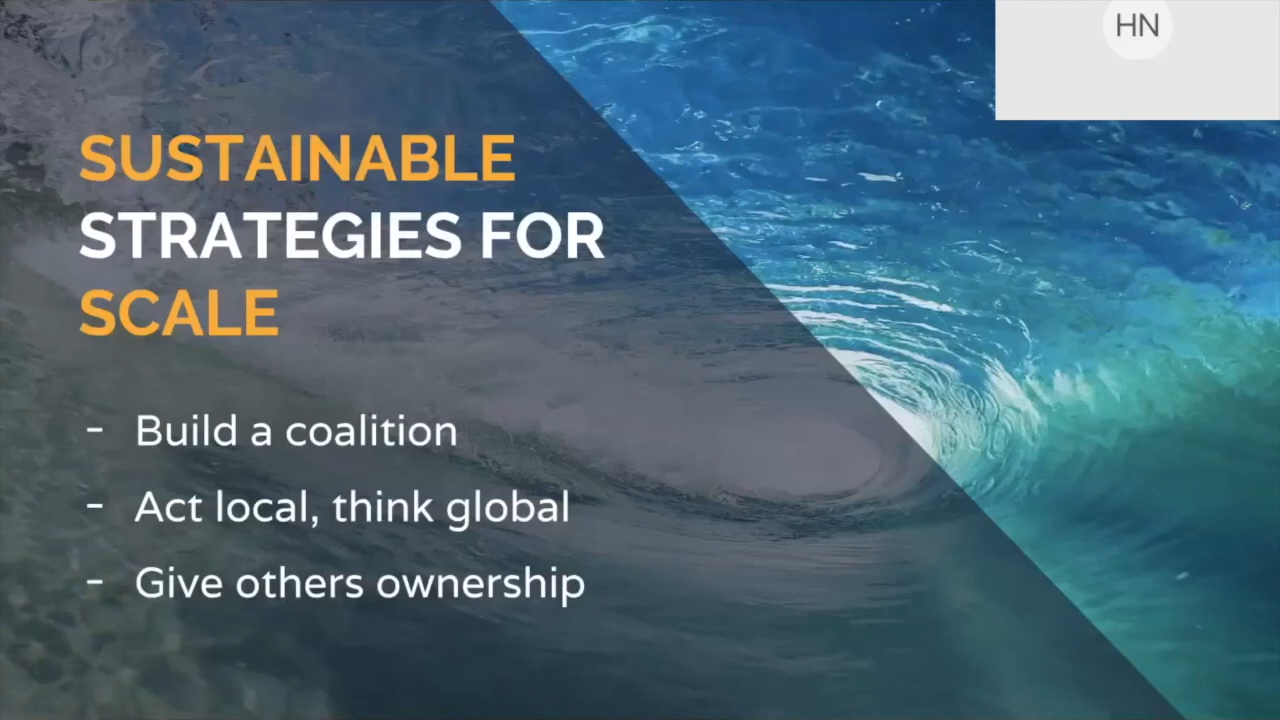 HN
SUSTAINABLE
STRATEGIES FOR
SCALE
- Build a coalition
- Act local, think global
- Give others ownership